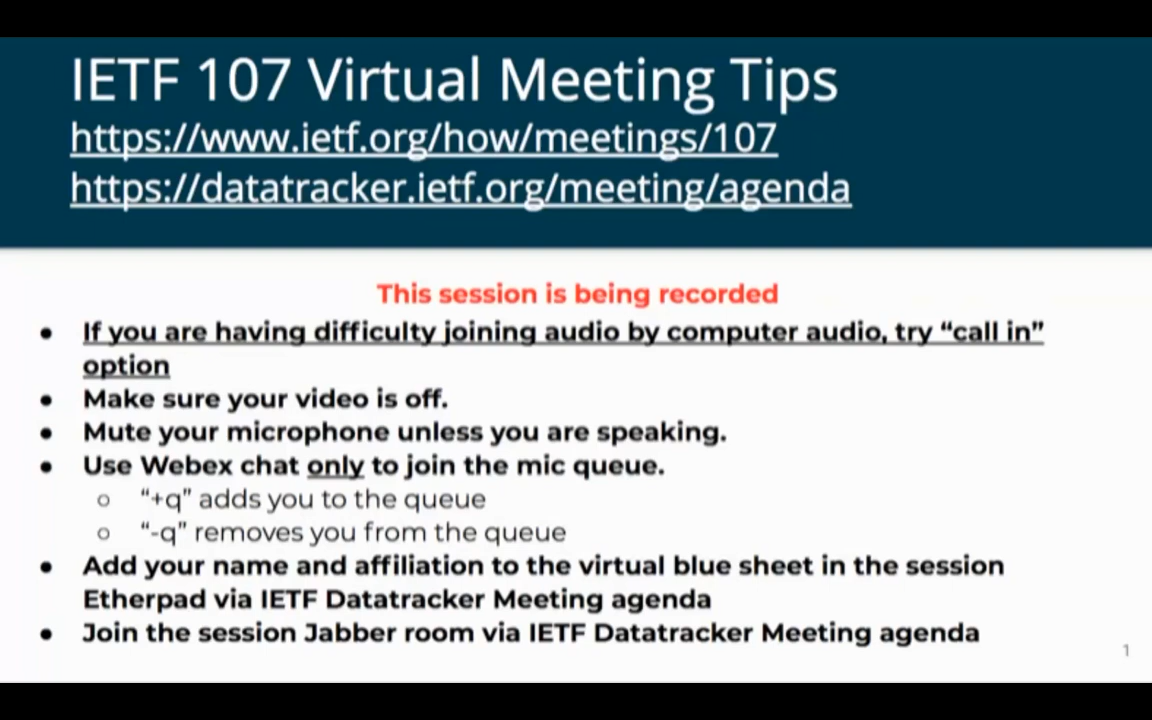 IETF 107 Virtual Meeting Tips
https://www.ietf.org/how/meetings/107
https://datatracker.ietf.org/meeting/agenda
This session is being recorded
● If you are having difficulty joining audio by computer audio, try “call in”
option
● Make sure your video is off.
● Mute your microphone unless you are speaking.
● Use Webex chat only to join the mic queue.
○ “+q” adds you to the queue
○ “-q” removes you from the queue
● Add your name and affiliation to the virtual blue sheet in the session
Etherpad via IETF Datatracker Meeting agenda
● Join the session Jabber room via IETF Datatracker Meeting agenda
1